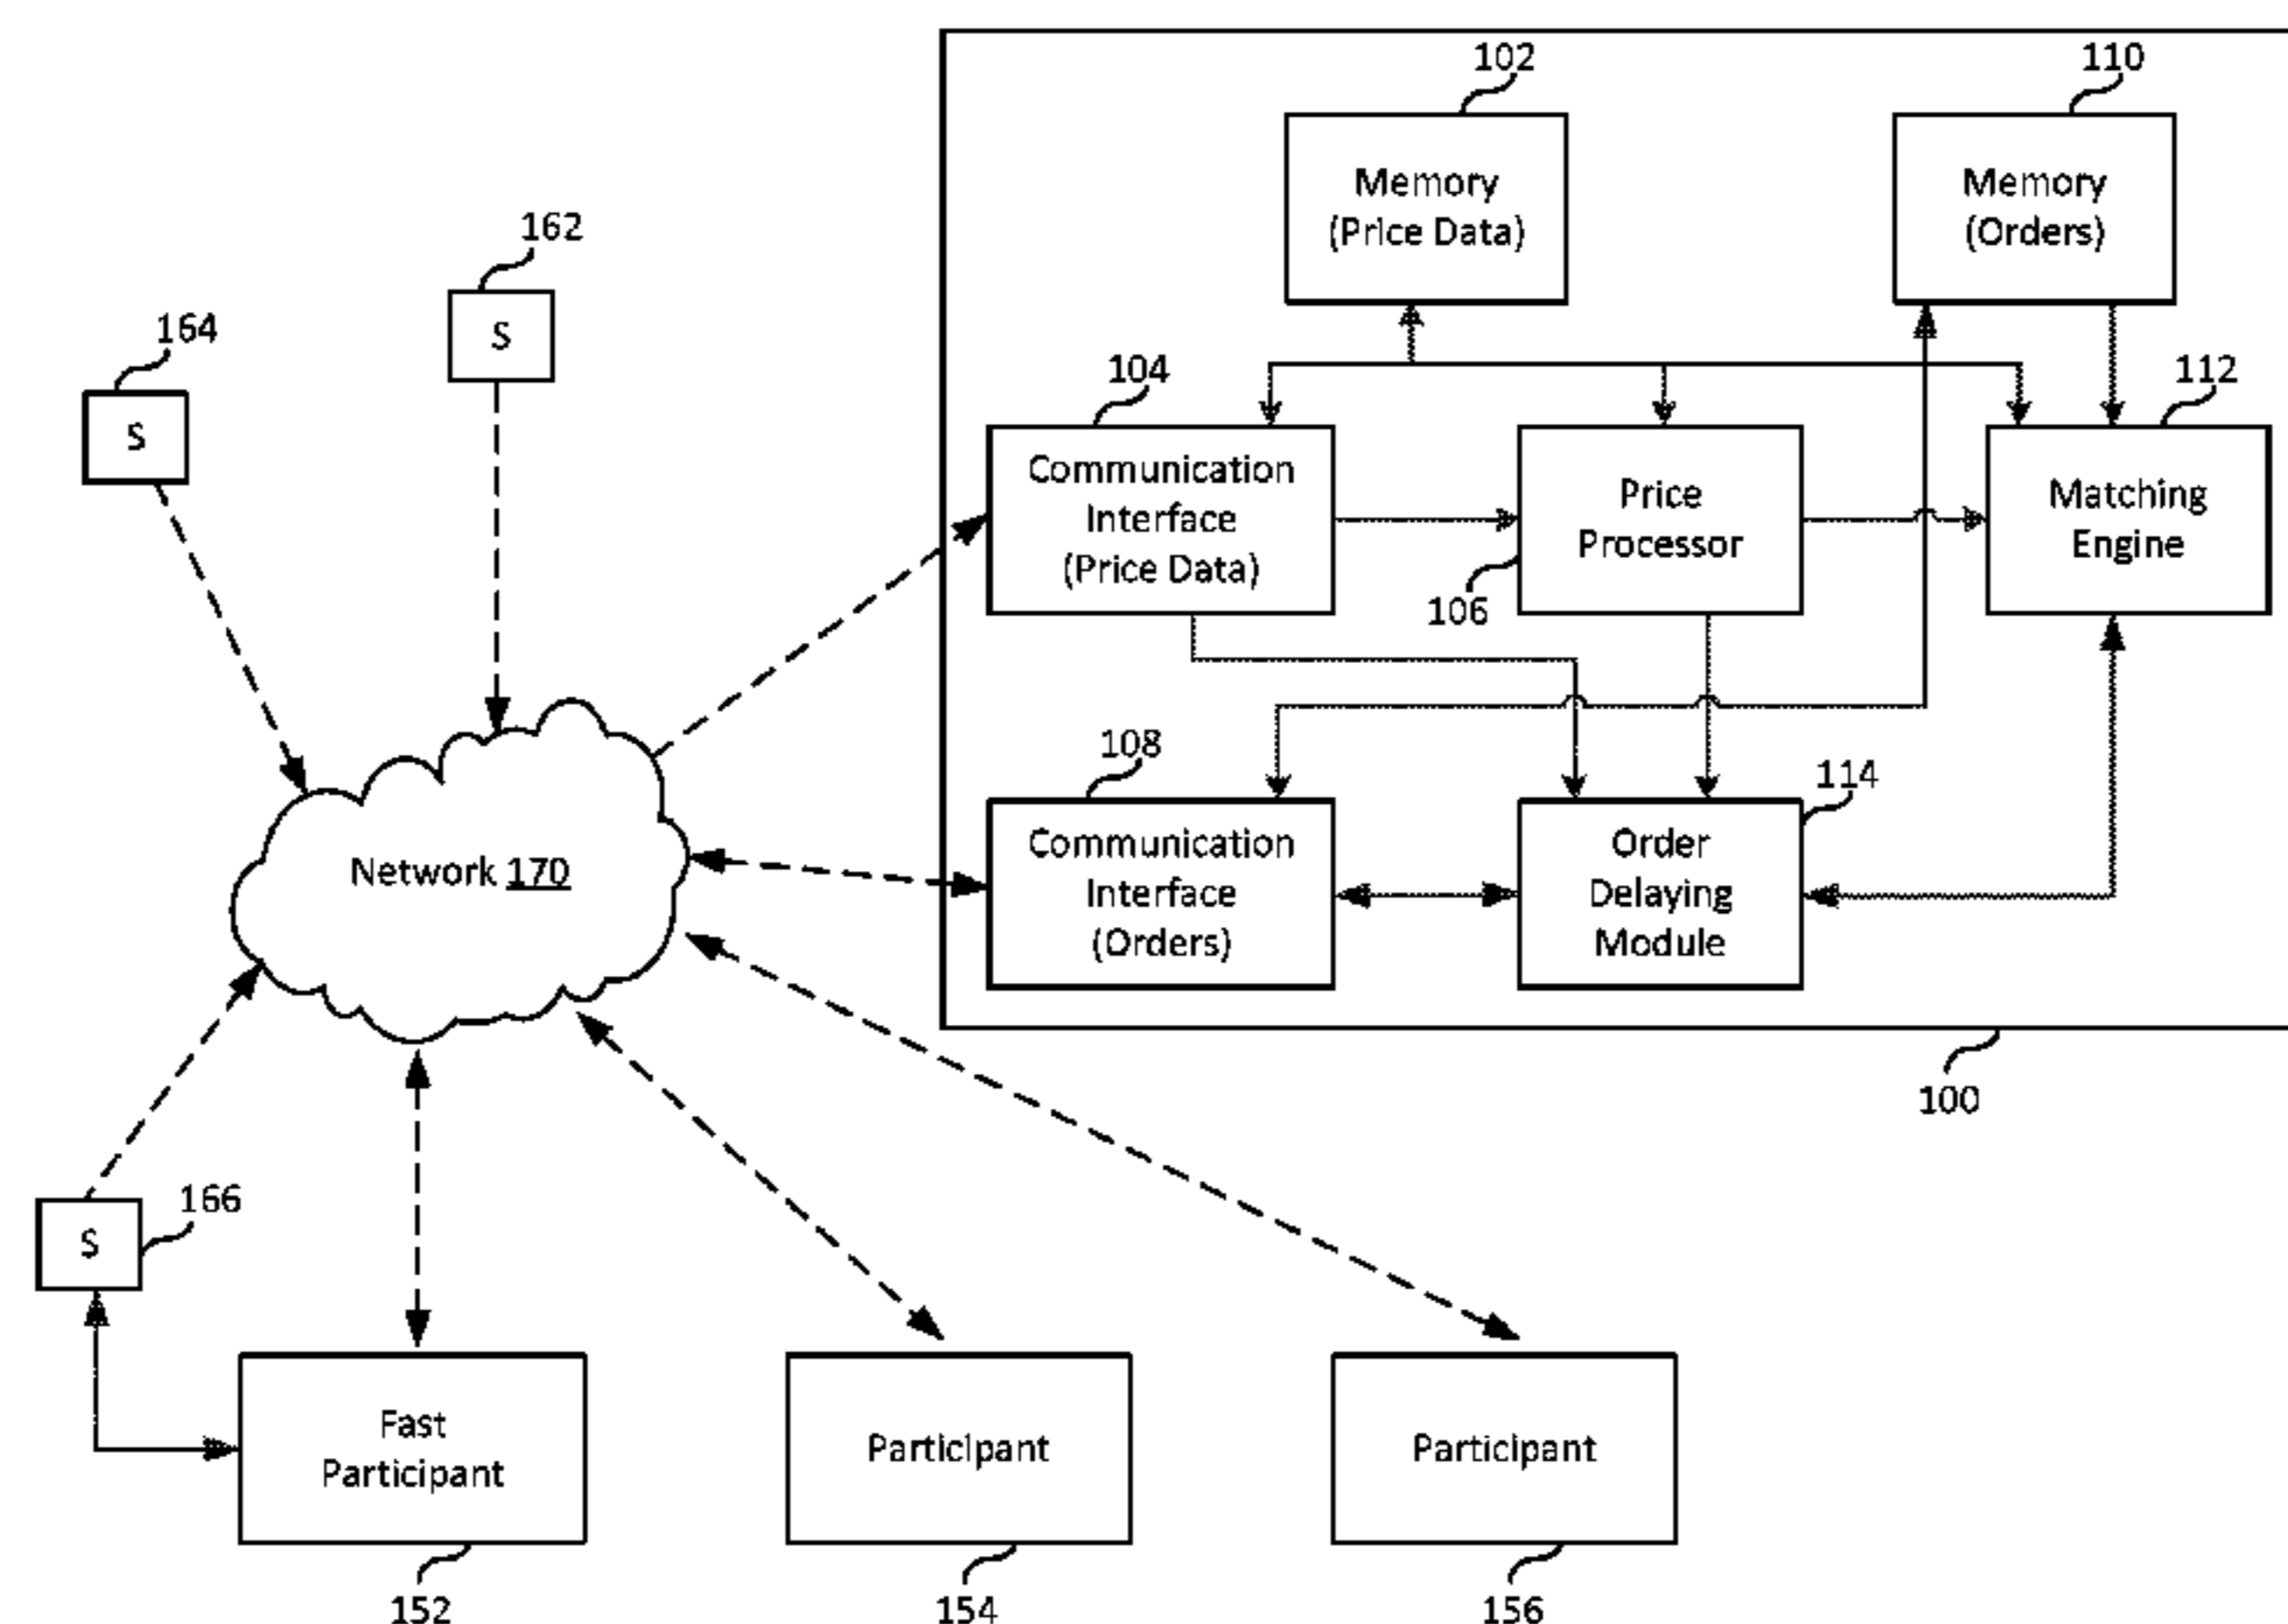 102
110
Memory
(Price Data)
Memory
(Orders)
162
S
164
S
104
112
Communication
Interface
(Price Data)
Price
Processor
Matching
Engine
106
108
114
Communication
Interface
(Orders)
Order
Delaying
Module
Network 170
100
166
S
Fast
Participant
Participant
Participant
152
154
156